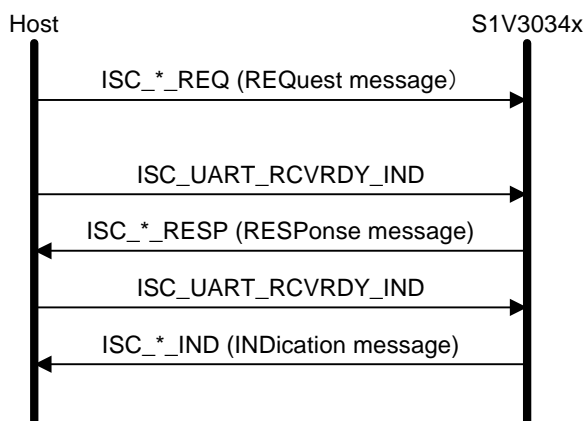 Host
S1V3034x
ISC_*_REQ (REQuest message）
ISC_UART_RCVRDY_IND
ISC_*_RESP (RESPonse message)
ISC_UART_RCVRDY_IND
ISC_*_IND (INDication message)